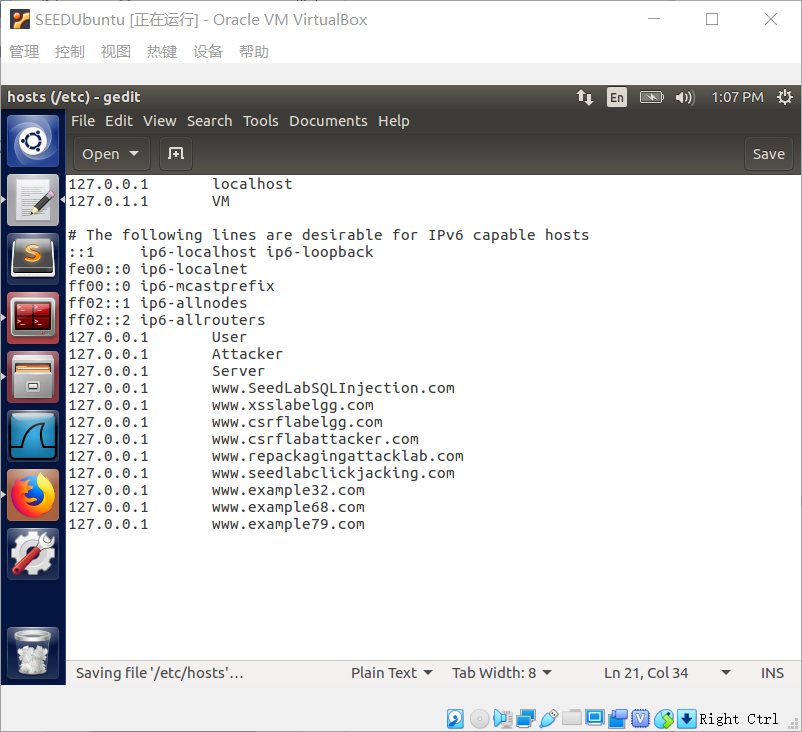 SEEDUbuntu [正在运行] - Oracle VM VirtualBox
管理 控制 视图 热键 设备 帮助
hosts (/etc) - gedit En 1:07 PM
File Edit View Search Tools Documents Help
Open Save
127.0.0.1 localhost
127.0.1.1 VM
# The following lines are desirable for IPv6 capable hosts
::1 ip6-localhost ip6-loopback
fe00::0 ip6-localnet
ff00::0 ip6-mcastprefix
ff02::1 ip6-allnodes
ff02::2 ip6-allrouters
127.0.0.1 User
127.0.0.1 Attacker
127.0.0.1 Server
127.0.0.1 www.SeedLabSQLInjection.com
127.0.0.1 www.xsslabelgg.com
127.0.0.1 www.csrflabelgg.com
127.0.0.1 www.csrflabattacker.com
127.0.0.1 www.repackagingattacklab.com
127.0.0.1 www.seedlabclickjacking.com
127.0.0.1 www.example32.com
127.0.0.1 www.example68.com
127.0.0.1 www.example79.com
Saving file '/etc/hosts'... Plain Text Tab Width: 8 Ln 21, Col 34 INS
Right Ctrl